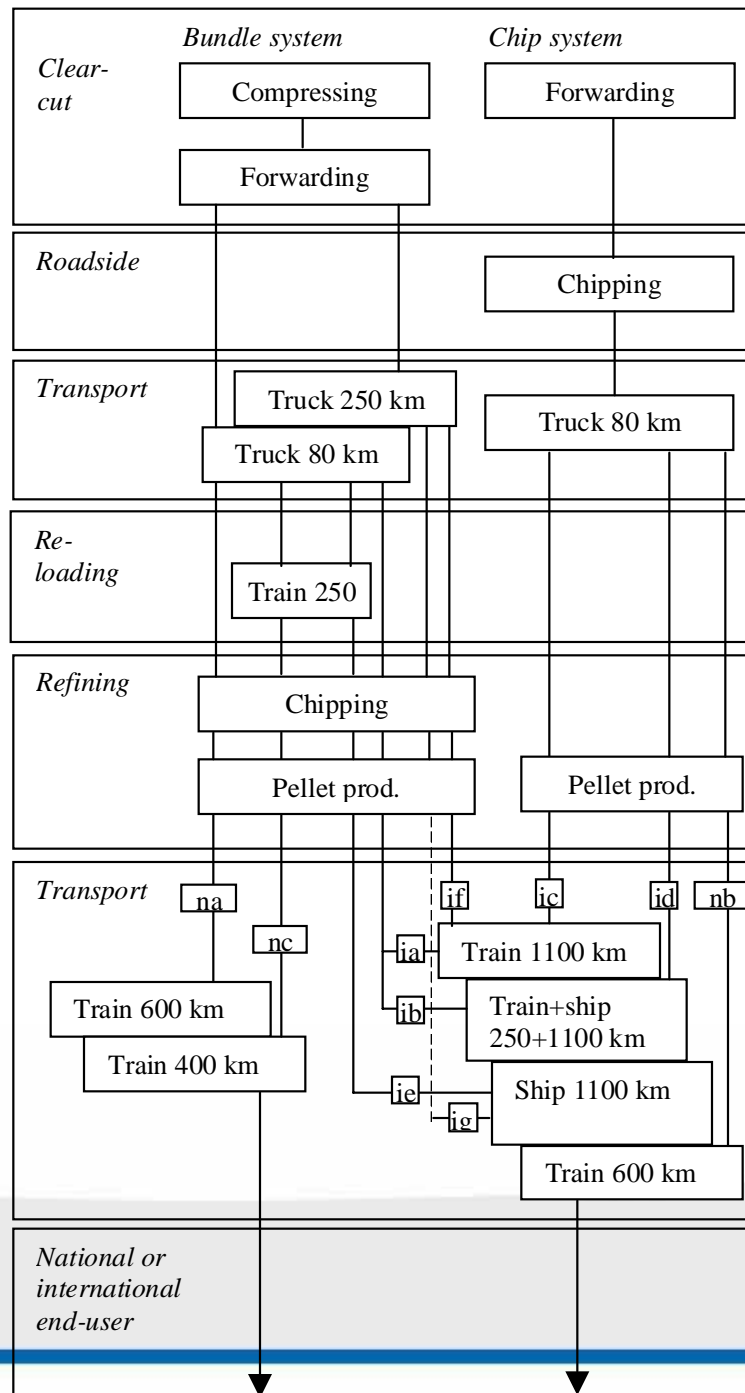 Bundle system
Chip system
Clear-
cut
Compressing
Forwarding
Forwarding
Roadside
Chipping
Transport
Truck 250 km
Truck 80 km
Truck 80 km
Re-
loading
Train 250
Refining
Chipping
Pellet prod.
Pellet prod.
Transport
na
if
ic
id
nb
nc
ia
Train 1100 km
Train 600 km
ib
Train+ship
250+1100 km
Train 400 km
ie
Ship 1100 km
ig
Train 600 km
National or
international
end-user